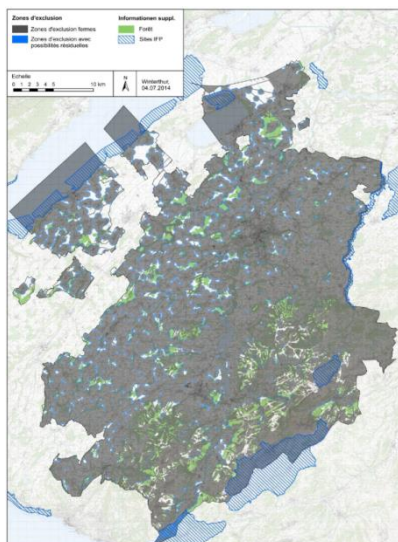 Zones d'exclusion
Zones d'exclusion fermes
Zones d'exclusion avec
possibilités résiduelles
Informationen suppl.
Forêt
Sites IFP
Echelle
0 1 2 3 4 5 10 km
N
Winterthur,
04.07.2014